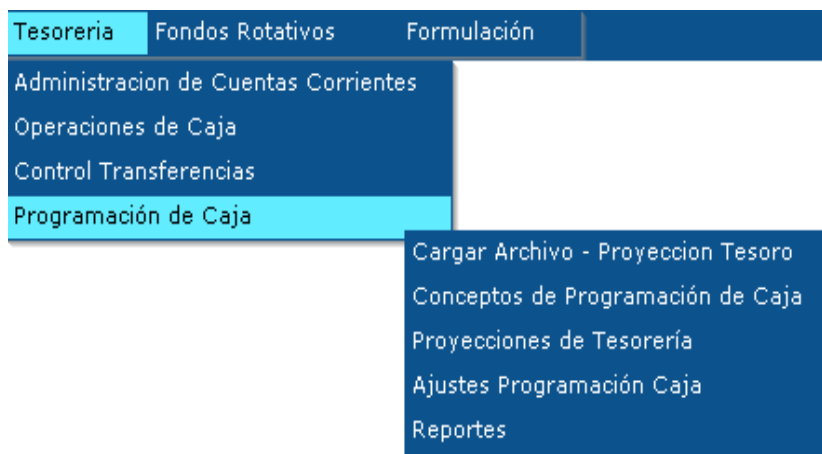 Tesoreria Fondos Rotativos Formulación
Administracion de Cuentas Corrientes
Operaciones de Caja
Control Transferencias
Programación de Caja
Cargar Archivo - Proyeccion Tesoro
Conceptos de Programación de Caja
Proyecciones de Tesorería
Ajustes Programación Caja
Reportes